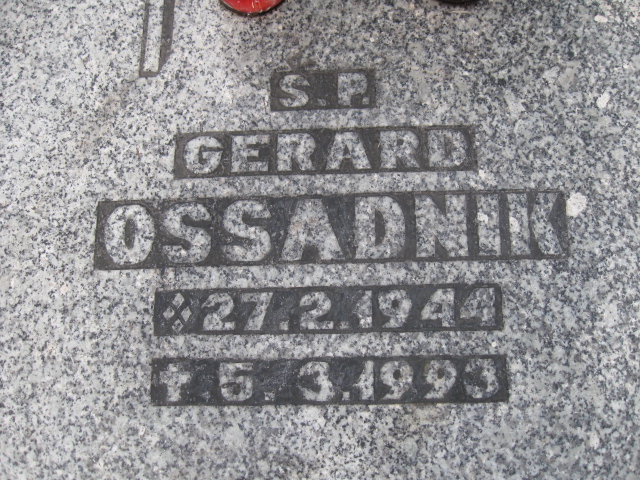 S.P.
GERARD
OSSADNIK
27.2.1944
† 5.3.1993